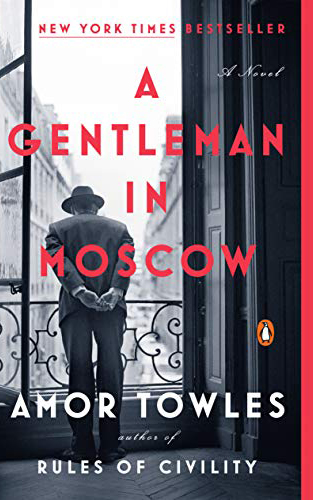 NEW YORK TIMES BESTSELLER
A Novel
A
GENTLEMAN
IN
MOSCOW
AMOR TOWLES
author of
RULES OF CIVILITY